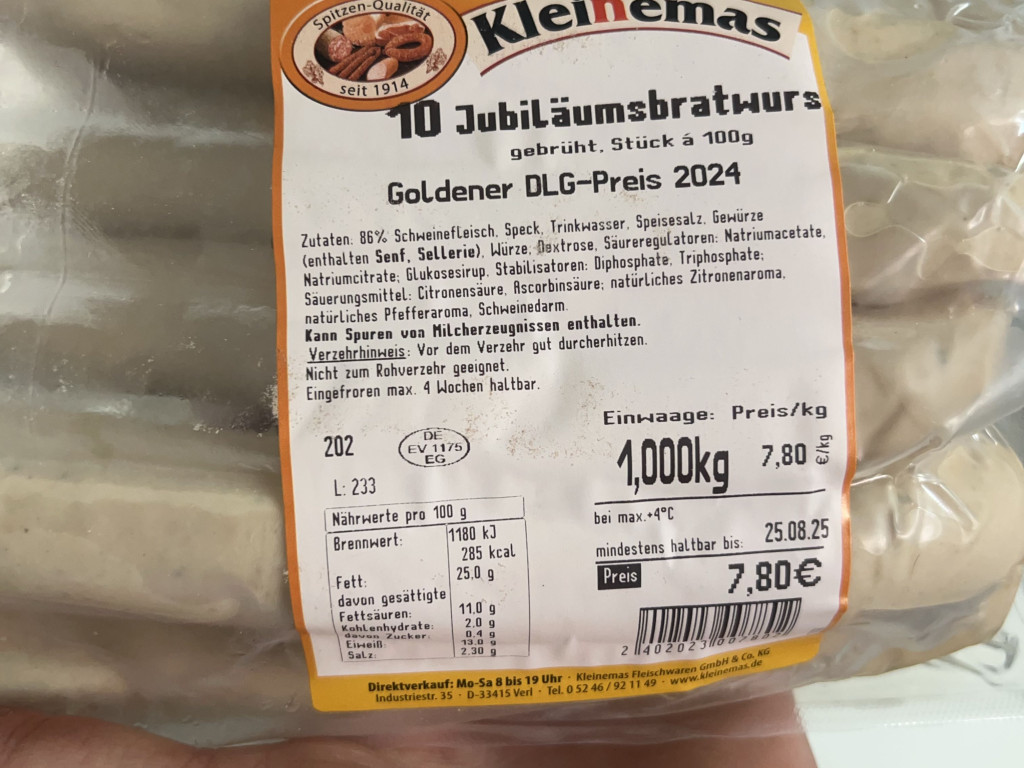 Spitzen-Qualität
seit 1914
Kleinemas
10 Jubiläumsbratwurs
gebrüht, Stück á 100g
Goldener DLG-Preis 2024
Zutaten: 86% Schweinefleisch, Speck, Trinkwasser, Speisesalz, Gewürze
(enthalten Senf, Sellerie), Würze, Dextrose, Säureregulatoren: Natriumacetate,
Natriumcitrate; Glukosesirup, Stabilisatoren: Diphosphate, Triphosphate;
Säuerungsmittel: Citronensäure, Ascorbinsäure; natürliches Zitronenaroma,
natürliches Pfefferaroma, Schweinedarm.
Kann Spuren von Milcherzeugnissen enthalten.
Verzehrhinweis: Vor dem Verzehr gut durcherhitzen.
Nicht zum Rohverzehr geeignet.
Eingefroren max. 4 Wochen haltbar.
202
DE
EV 1175
EG
L: 233
Einwaage: Preis/kg
1,000kg 7,80 €/kg
bei max.+4°C
mindestens haltbar bis: 25.08.25
Preis 7,80€
Nährwerte pro 100 g
Brennwert: 1180 kJ
285 kcal
Fett: 25.0 g
davon gesättigte
Fettsäuren: 11,0 g
Kohlenhydrate: 2.0 g
davon Zucker: 0.4 g
Eiweiß: 13.0 g
Salz: 2.30 g
Direktverkauf: Mo-Sa 8 bis 19 Uhr · Kleinemas Fleischwaren GmbH & Co. KG
Industriestr. 35 · D-33415 Verl · Tel. 0 52 46 / 92 11 49 · www.kleinemas.de